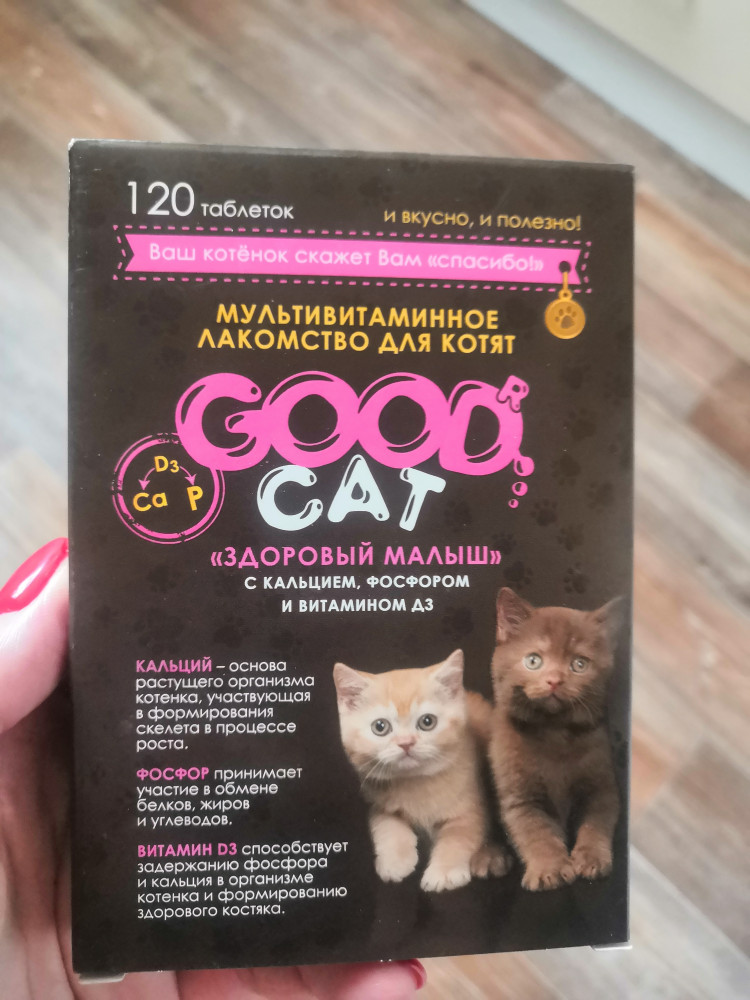 120 таблеток
и вкусно, и полезно!
Ваш котёнок скажет Вам «спасибо!»
МУЛЬТИВИТАМИННОЕ
ЛАКОМСТВО ДЛЯ КОТЯТ
GOOD R
CAT
D3
Ca P
«ЗДОРОВЫЙ МАЛЫШ»
С КАЛЬЦИЕМ, ФОСФОРОМ
И ВИТАМИНОМ Д3
КАЛЬЦИЙ – основа
растущего организма
котенка, участвующая
в формирования
скелета в процессе
роста.
ФОСФОР принимает
участие в обмене
белков, жиров
и углеводов.
ВИТАМИН D3 способствует
задержанию фосфора
и кальция в организме
котенка и формированию
здорового костяка.